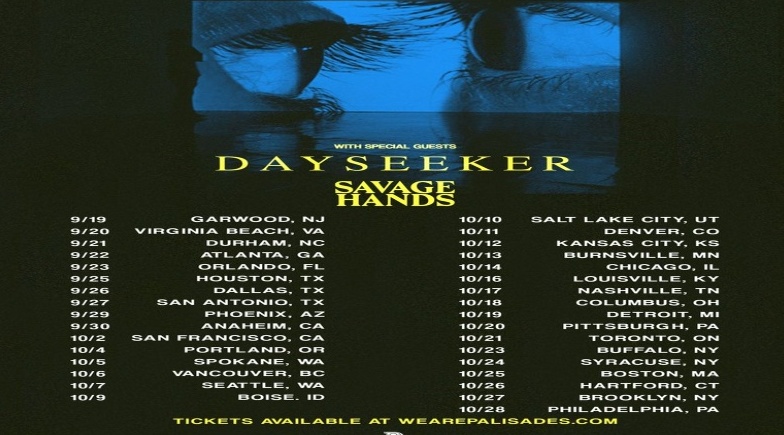 WITH SPECIAL GUESTS
DAYSEEKER
SAVAGE
HANDS
9/19 GARWOOD, NJ
9/20 VIRGINIA BEACH, VA
9/21 DURHAM, NC
9/22 ATLANTA, GA
9/23 ORLANDO, FL
9/25 HOUSTON, TX
9/26 DALLAS, TX
9/27 SAN ANTONIO, TX
9/29 PHOENIX, AZ
9/30 ANAHEIM, CA
10/2 SAN FRANCISCO, CA
10/4 PORTLAND, OR
10/5 SPOKANE, WA
10/6 VANCOUVER, BC
10/7 SEATTLE, WA
10/9 BOISE. ID
10/10 SALT LAKE CITY, UT
10/11 DENVER, CO
10/12 KANSAS CITY, KS
10/13 BURNSVILLE, MN
10/14 CHICAGO, IL
10/16 LOUISVILLE, KY
10/17 NASHVILLE, TN
10/18 COLUMBUS, OH
10/19 DETROIT, MI
10/20 PITTSBURGH, PA
10/21 TORONTO, ON
10/23 BUFFALO, NY
10/24 SYRACUSE, NY
10/25 BOSTON, MA
10/26 HARTFORD, CT
10/27 BROOKLYN, NY
10/28 PHILADELPHIA, PA
TICKETS AVAILABLE AT WEAREPALISADES.COM